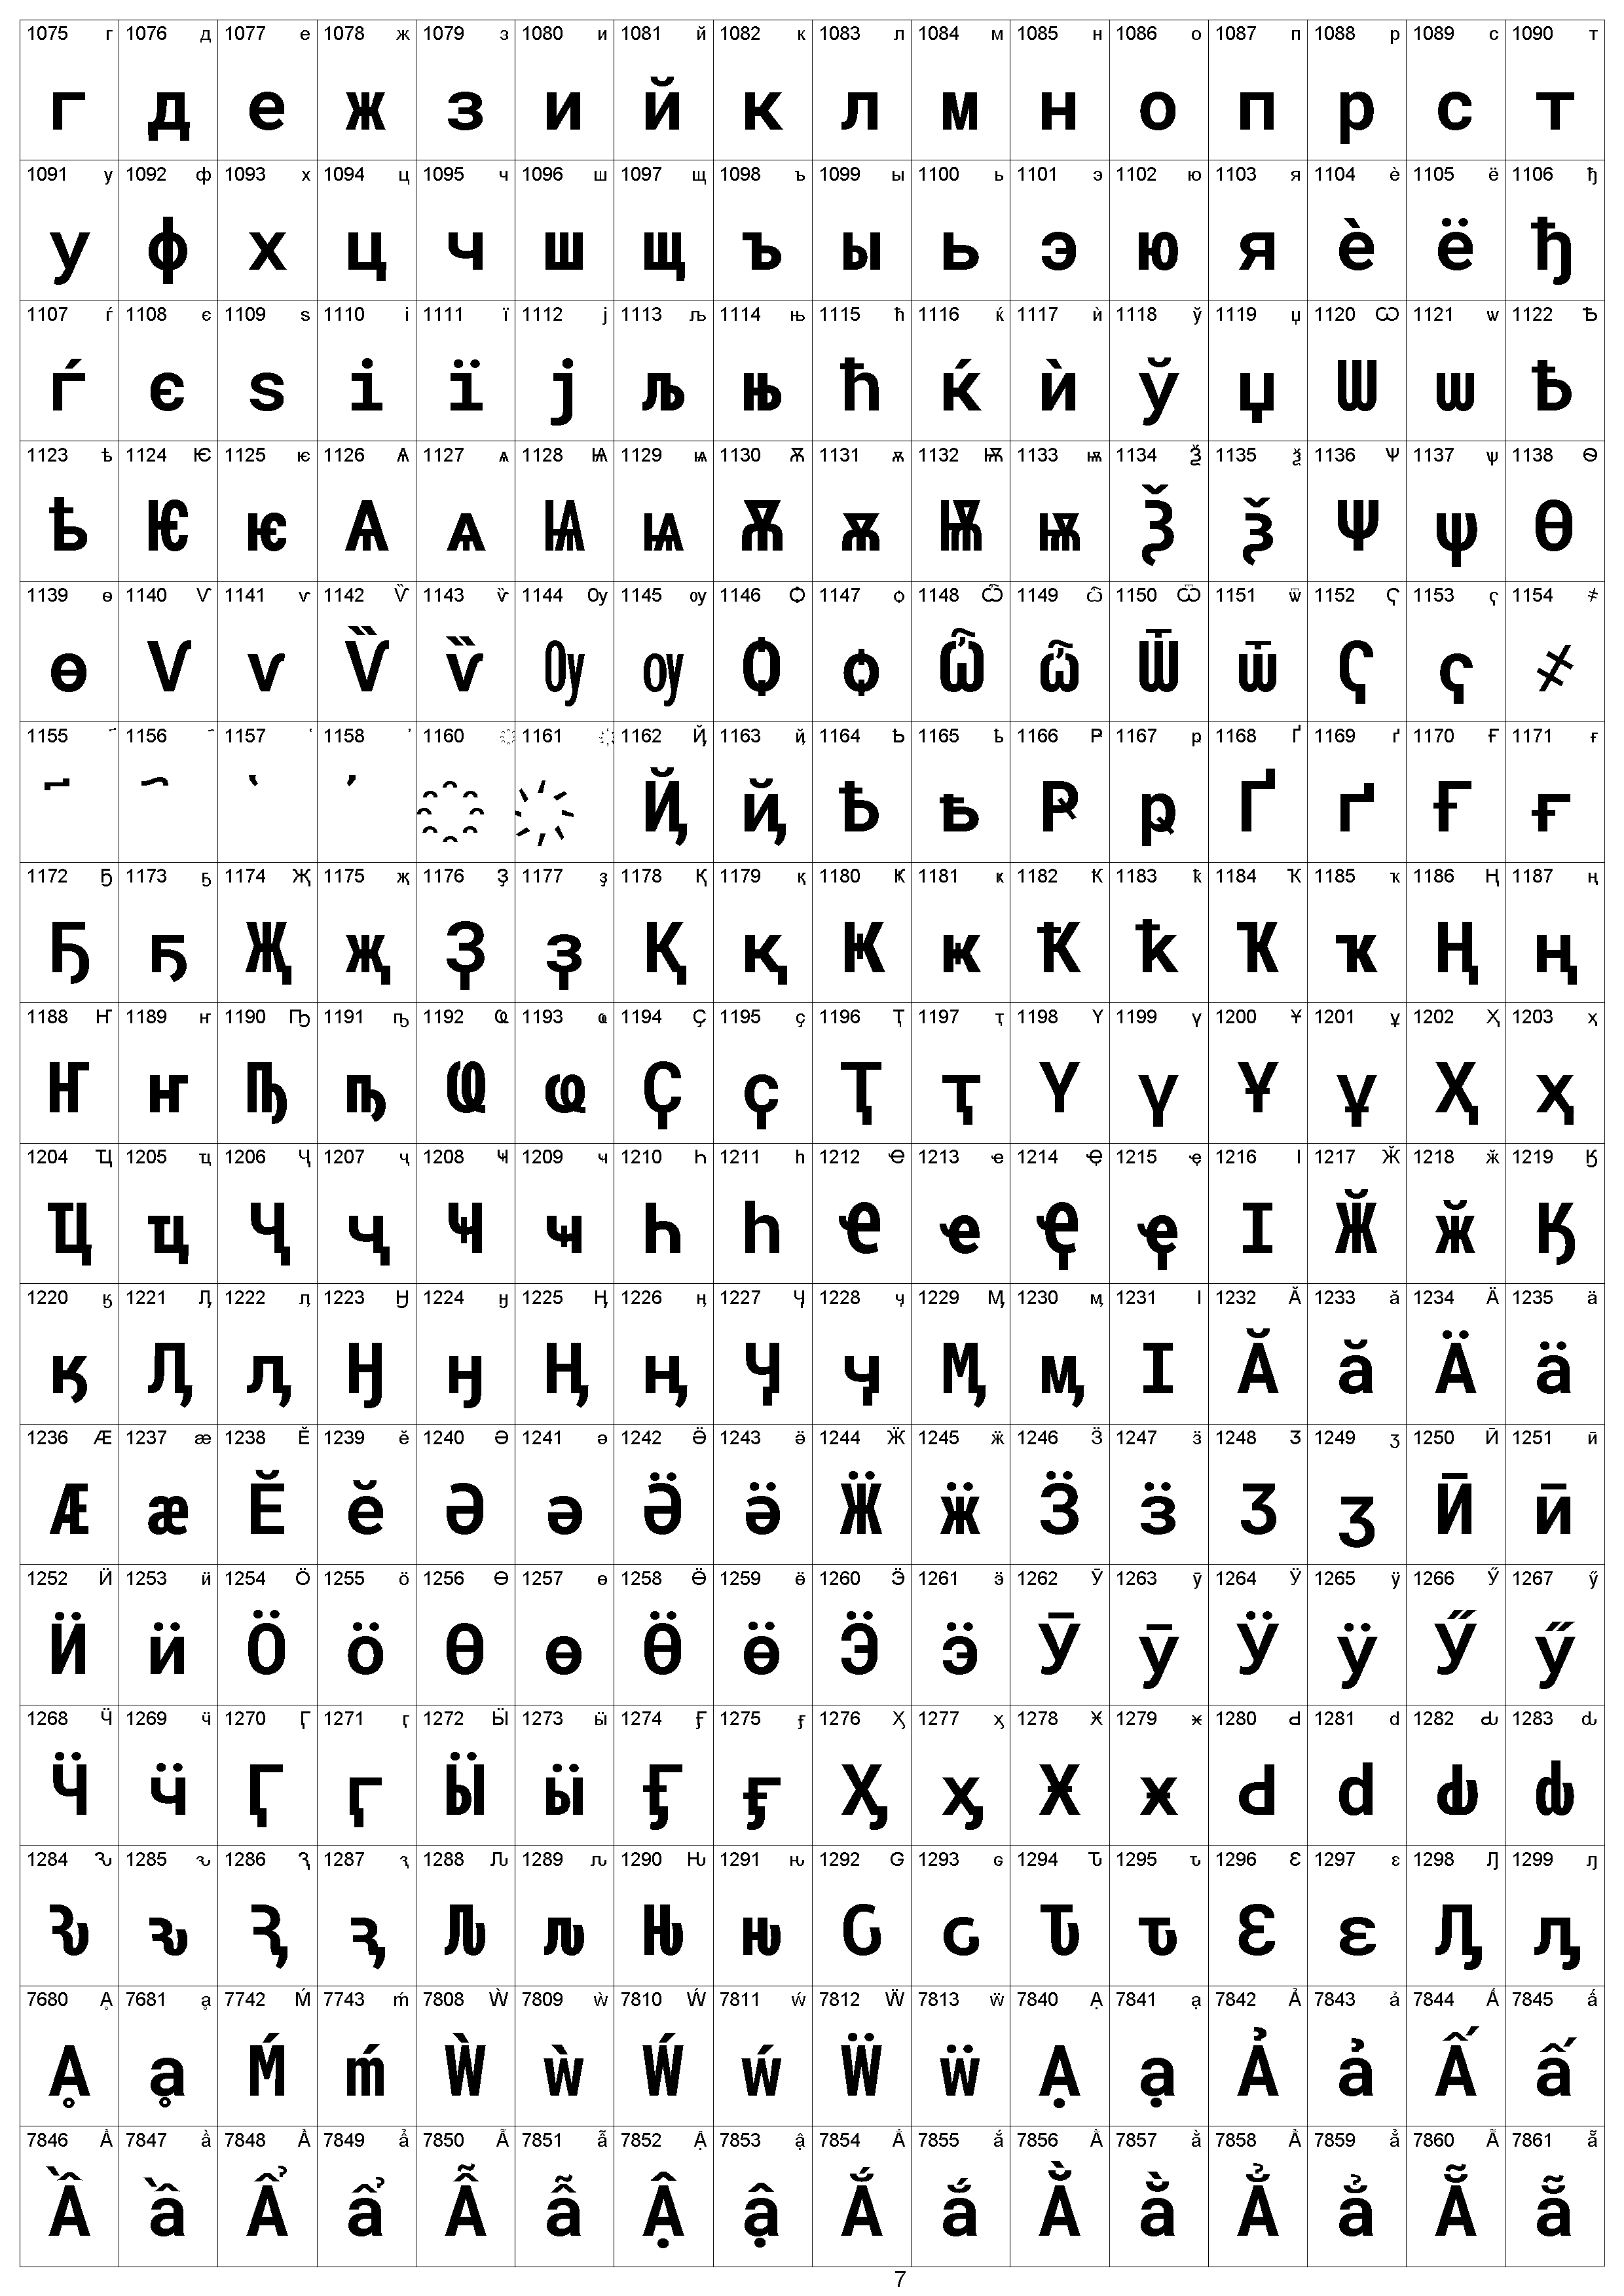 1075 г 1076 д 1077 е 1078 ж 1079 з 1080 и 1081 й 1082 к 1083 л 1084 м 1085 н 1086 о 1087 п 1088 р 1089 с 1090 т
г д е ж з и й к л м н о п р с т
1091 у 1092 ф 1093 х 1094 ц 1095 ч 1096 ш 1097 щ 1098 ъ 1099 ы 1100 ь 1101 э 1102 ю 1103 я 1104 ѐ 1105 ё 1106 ђ
у ф х ц ч ш щ ъ ы ь э ю я ѐ ё ђ
1107 ѓ 1108 є 1109 ѕ 1110 і 1111 ї 1112 ј 1113 љ 1114 њ 1115 ћ 1116 ќ 1117 ѝ 1118 ў 1119 џ 1120 Ѡ 1121 ѡ 1122 Ѣ
ѓ є ѕ і ї ј љ њ ћ ќ ѝ ў џ Ѡ ѡ Ѣ
1123 ѣ 1124 Ѥ 1125 ѥ 1126 Ѧ 1127 ѧ 1128 Ѩ 1129 ѩ 1130 Ѫ 1131 ѫ 1132 Ѭ 1133 ѭ 1134 Ѯ 1135 ѯ 1136 Ѱ 1137 ѱ 1138 Ѳ
ѣ Ѥ ѥ Ѧ ѧ Ѩ ѩ Ѫ ѫ Ѭ ѭ Ѯ ѯ Ѱ ѱ Ѳ
1139 ѳ 1140 Ѵ 1141 ѵ 1142 Ѷ 1143 ѷ 1144 Ѹ 1145 ѹ 1146 Ѻ 1147 ѻ 1148 Ѽ 1149 ѽ 1150 Ѿ 1151 ѿ 1152 Ҁ 1153 ҁ 1154 ҂
ѳ Ѵ ѵ Ѷ ѷ Ѹ ѹ Ѻ ѻ Ѽ ѽ Ѿ ѿ Ҁ ҁ ҂
1155 ҃ 1156 ҄ 1157 ҅ 1158 ҆ 1160 ҈ 1161 ҉ 1162 Ҋ 1163 ҋ 1164 Ҍ 1165 ҍ 1166 Ҏ 1167 ҏ 1168 Ґ 1169 ґ 1170 Ғ 1171 ғ
҃ ҄ ҅ ҆ ҈ ҉ Ҋ ҋ Ҍ ҍ Ҏ ҏ Ґ ґ Ғ ғ
1172 Ҕ 1173 ҕ 1174 Җ 1175 җ 1176 Ҙ 1177 ҙ 1178 Қ 1179 қ 1180 Ҝ 1181 ҝ 1182 Ҟ 1183 ҟ 1184 Ҡ 1185 ҡ 1186 Ң 1187 ң
Ҕ ҕ Җ җ Ҙ ҙ Қ қ Ҝ ҝ Ҟ ҟ Ҡ ҡ Ң ң
1188 Ҥ 1189 ҥ 1190 Ҧ 1191 ҧ 1192 Ҩ 1193 ҩ 1194 Ҫ 1195 ҫ 1196 Ҭ 1197 ҭ 1198 Ү 1199 ү 1200 Ұ 1201 ұ 1202 Ҳ 1203 ҳ
Ҥ ҥ Ҧ ҧ Ҩ ҩ Ҫ ҫ Ҭ ҭ Ү ү Ұ ұ Ҳ ҳ
1204 Ҵ 1205 ҵ 1206 Ҷ 1207 ҷ 1208 Ҹ 1209 ҹ 1210 Һ 1211 һ 1212 Ҽ 1213 ҽ 1214 Ҿ 1215 ҿ 1216 Ӏ 1217 Ӂ 1218 ӂ 1219 Ӄ
Ҵ ҵ Ҷ ҷ Ҹ ҹ Һ һ Ҽ ҽ Ҿ ҿ Ӏ Ӂ ӂ Ӄ
1220 ӄ 1221 Ӆ 1222 ӆ 1223 Ӈ 1224 ӈ 1225 Ӊ 1226 ӊ 1227 Ӌ 1228 ӌ 1229 Ӎ 1230 ӎ 1231 ӏ 1232 Ӑ 1233 ӑ 1234 Ӓ 1235 ӓ
ӄ Ӆ ӆ Ӈ ӈ Ӊ ӊ Ӌ ӌ Ӎ ӎ ӏ Ӑ ӑ Ӓ ӓ
1236 Ӕ 1237 ӕ 1238 Ӗ 1239 ӗ 1240 Ә 1241 ә 1242 Ӛ 1243 ӛ 1244 Ӝ 1245 ӝ 1246 Ӟ 1247 ӟ 1248 Ӡ 1249 ӡ 1250 Ӣ 1251 ӣ
Ӕ ӕ Ӗ ӗ Ә ә Ӛ ӛ Ӝ ӝ Ӟ ӟ Ӡ ӡ Ӣ ӣ
1252 Ӥ 1253 ӥ 1254 Ӧ 1255 ӧ 1256 Ө 1257 ө 1258 Ӫ 1259 ӫ 1260 Ӭ 1261 ӭ 1262 Ӯ 1263 ӯ 1264 Ӱ 1265 ӱ 1266 Ӳ 1267 ӳ
Ӥ ӥ Ӧ ӧ Ө ө Ӫ ӫ Ӭ ӭ Ӯ ӯ Ӱ ӱ Ӳ ӳ
1268 Ӵ 1269 ӵ 1270 Ӷ 1271 ӷ 1272 Ӹ 1273 ӹ 1274 Ӻ 1275 ӻ 1276 Ӽ 1277 ӽ 1278 Ӿ 1279 ӿ 1280 Ԁ 1281 ԁ 1282 Ԃ 1283 ԃ
Ӵ ӵ Ӷ ӷ Ӹ ӹ Ӻ ӻ Ӽ ӽ Ӿ ӿ Ԁ ԁ Ԃ ԃ
1284 Ԅ 1285 ԅ 1286 Ԇ 1287 ԇ 1288 Ԉ 1289 ԉ 1290 Ԋ 1291 ԋ 1292 Ԍ 1293 ԍ 1294 Ԏ 1295 ԏ 1296 Ԑ 1297 ԑ 1298 Ԓ 1299 ԓ
Ԅ ԅ Ԇ ԇ Ԉ ԉ Ԋ ԋ Ԍ ԍ Ԏ ԏ Ԑ ԑ Ԓ ԓ
7680 Ḁ 7681 ḁ 7742 Ḿ 7743 ḿ 7808 Ẁ 7809 ẁ 7810 Ẃ 7811 ẃ 7812 Ẅ 7813 ẅ 7840 Ạ 7841 ạ 7842 Ả 7843 ả 7844 Ấ 7845 ấ
Ḁ ḁ Ḿ ḿ Ẁ ẁ Ẃ ẃ Ẅ ẅ Ạ ạ Ả ả Ấ ấ
7846 Ầ 7847 ầ 7848 Ẩ 7849 ẩ 7850 Ẫ 7851 ẫ 7852 Ậ 7853 ậ 7854 Ắ 7855 ắ 7856 Ằ 7857 ằ 7858 Ẳ 7859 ẳ 7860 Ẵ 7861 ẵ
Ầ ầ Ẩ ẩ Ẫ ẫ Ậ ậ Ắ ắ Ằ ằ Ẳ ẳ Ẵ ẵ
7